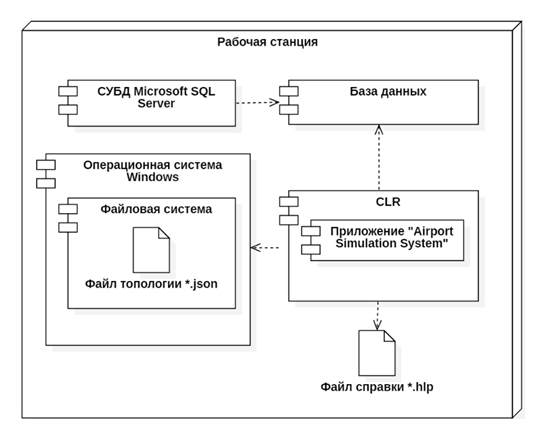 Рабочая станция
СУБД Microsoft SQL
Server
База данных
Операционная система
Windows
Файловая система
Файл топологии *.json
CLR
Приложение "Airport
Simulation System"
Файл справки *.hlp